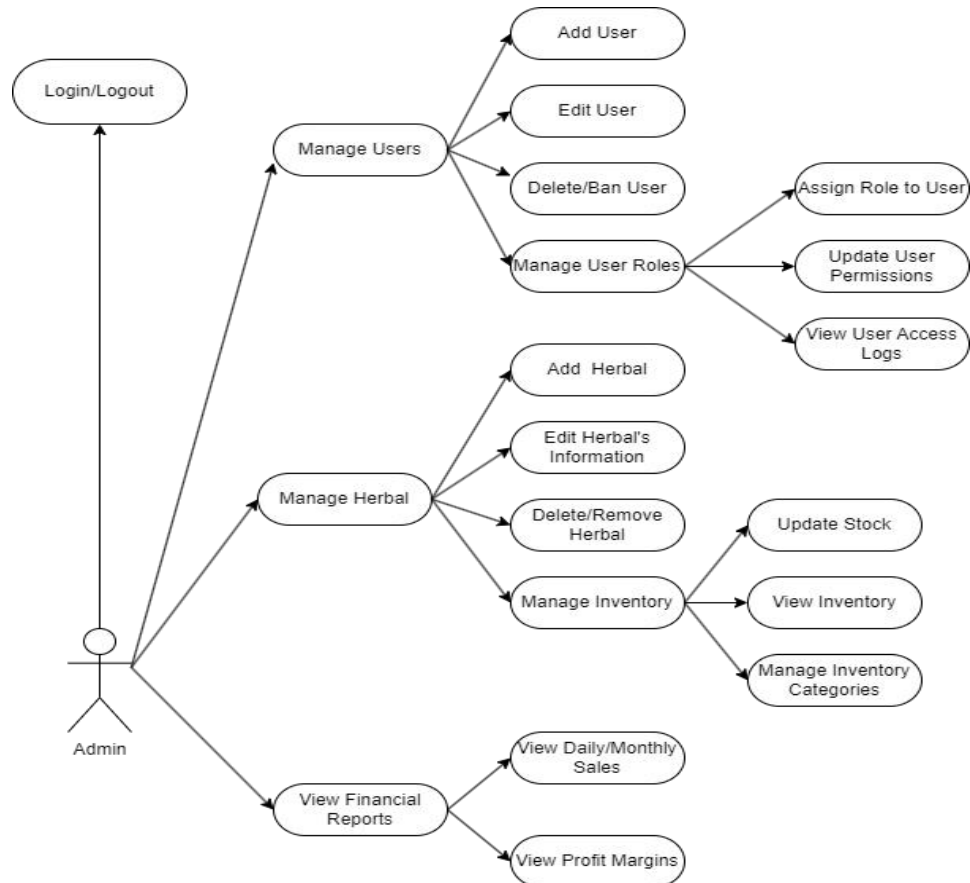 Add User
Login/Logout
Edit User
Manage Users
Delete/Ban User
Assign Role to User
Manage User Roles
Update User
Permissions
View User Access
Logs
Add Herbal
Edit Herbal's
Information
Manage Herbal
Delete/Remove
Herbal
Update Stock
Manage Inventory
View Inventory
Manage Inventory
Categories
Admin
View Daily/Monthly
Sales
View Financial
Reports
View Profit Margins